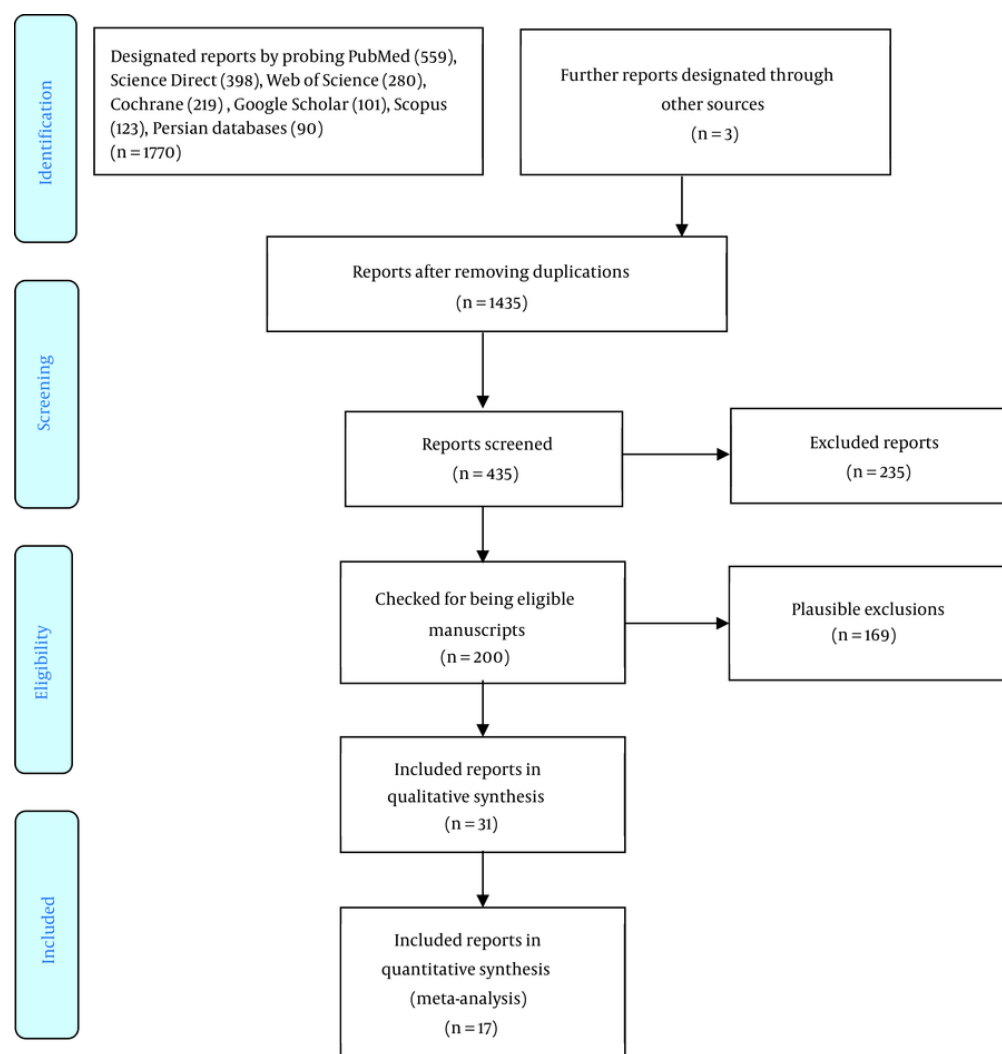 Identification
Designated reports by probing PubMed (559),
Science Direct (398), Web of Science (280),
Cochrane (219) , Google Scholar (101), Scopus
(123), Persian databases (90)
(n = 1770)
Further reports designated through
other sources
(n = 3)
Reports after removing duplications
(n = 1435)
Screening
Reports screened
(n = 435)
Excluded reports
(n = 235)
Eligibility
Checked for being eligible
manuscripts
(n = 200)
Plausible exclusions
(n = 169)
Included reports in
qualitative synthesis
(n = 31)
Included
Included reports in
quantitative synthesis
(meta-analysis)
(n = 17)